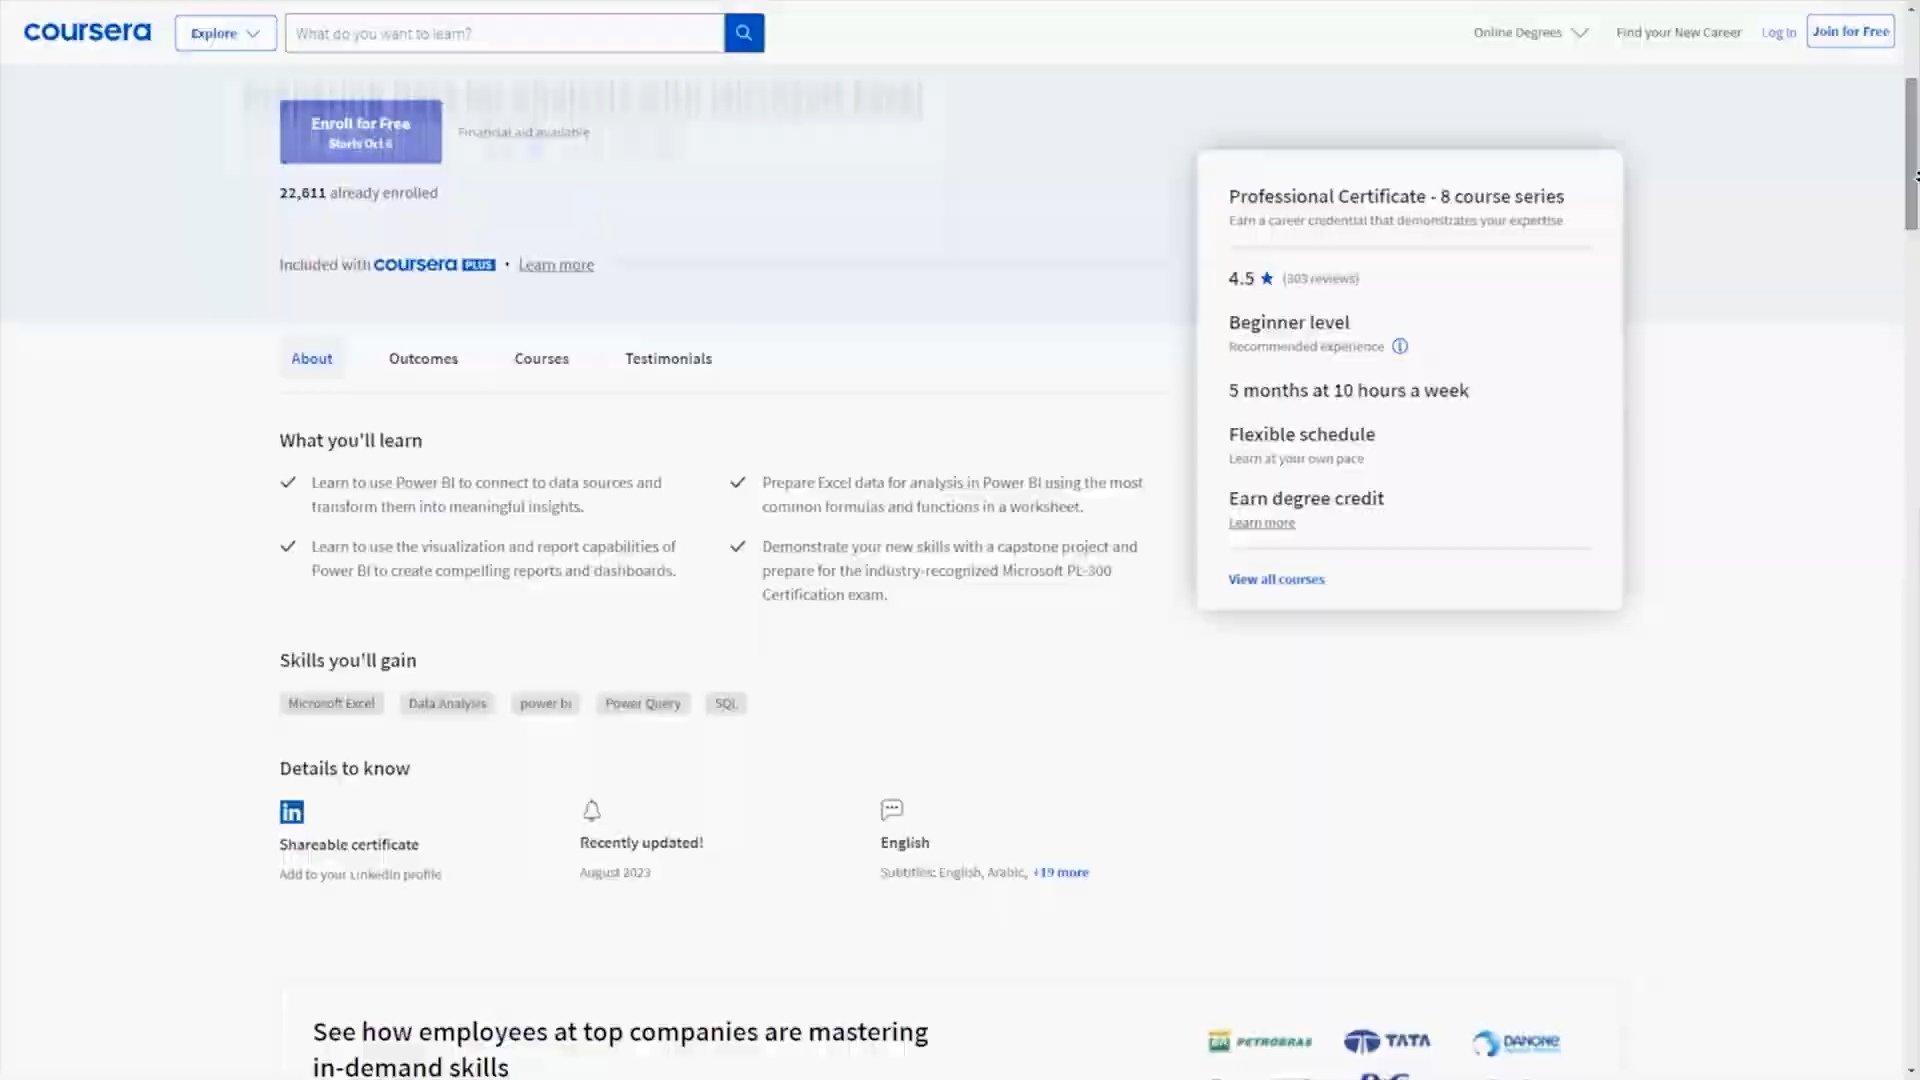 coursera
Explore
What do you want to learn?
Online Degrees
Find your New Career
Log In
Join for Free
Enroll for Free
Starts Oct 6
Financial aid available
22,611 already enrolled
Included with coursera PLUS • Learn more
Professional Certificate - 8 course series
Earn a career credential that demonstrates your expertise
4.5 ★ (303 reviews)
Beginner level
Recommended experience
5 months at 10 hours a week
Flexible schedule
Learn at your own pace
Earn degree credit
Learn more
View all courses
About
Outcomes
Courses
Testimonials
What you'll learn
Learn to use Power BI to connect to data sources and
transform them into meaningful insights.
Prepare Excel data for analysis in Power BI using the most
common formulas and functions in a worksheet.
Learn to use the visualization and report capabilities of
Power BI to create compelling reports and dashboards.
Demonstrate your new skills with a capstone project and
prepare for the industry-recognized Microsoft PL-300
Certification exam.
Skills you'll gain
Microsoft Excel
Data Analysis
power bi
Power Query
SQL
Details to know
in
Shareable certificate
Add to your LinkedIn profile
Recently updated!
August 2023
English
Subtitles: English, Arabic, +19 more
See how employees at top companies are mastering
in-demand skills
PETROBRAS
TATA
DANONE